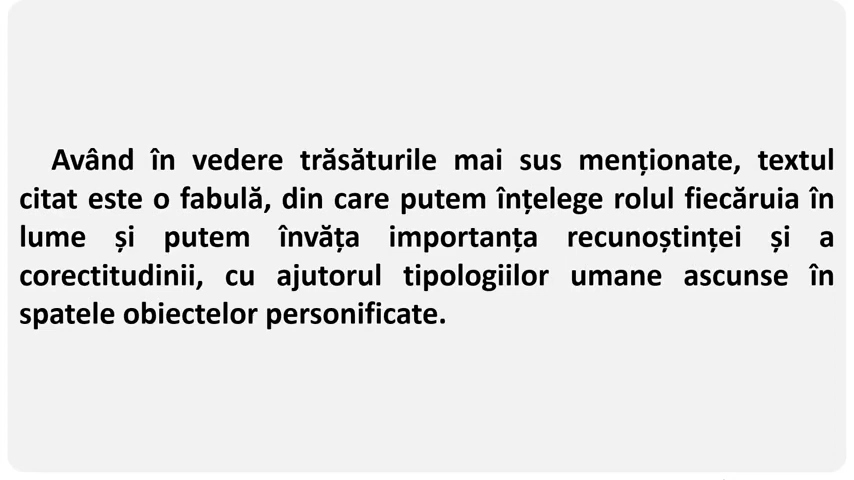 Având în vedere trăsăturile mai sus menționate, textul
citat este o fabulă, din care putem înțelege rolul fiecăruia în
lume și putem învăța importanța recunoștinței și a
corectitudinii, cu ajutorul tipologiilor umane ascunse în
spatele obiectelor personificate.